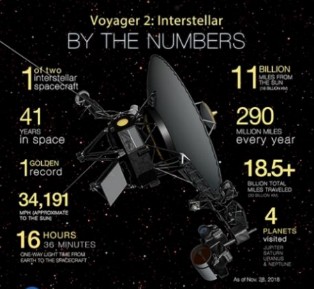 Voyager 2: Interstellar
BY THE NUMBERS
1 of two
interstellar
spacecraft
41
YEARS
in space
1 GOLDEN
record
34,191
MPH (APPROXIMATE
TO THE SUN)
16 HOURS
36 MINUTES
ONE-WAY LIGHT TIME FROM
EARTH TO THE SPACECRAFT
11 BILLION
MILES FROM
THE SUN
(18 BILLION KM)
290
MILLION MILES
every year
18.5+
BILLION TOTAL
MILES TRAVELED
4
PLANETS
visited
JUPITER
SATURN
URANUS
& NEPTUNE
As of Nov. 28, 2018